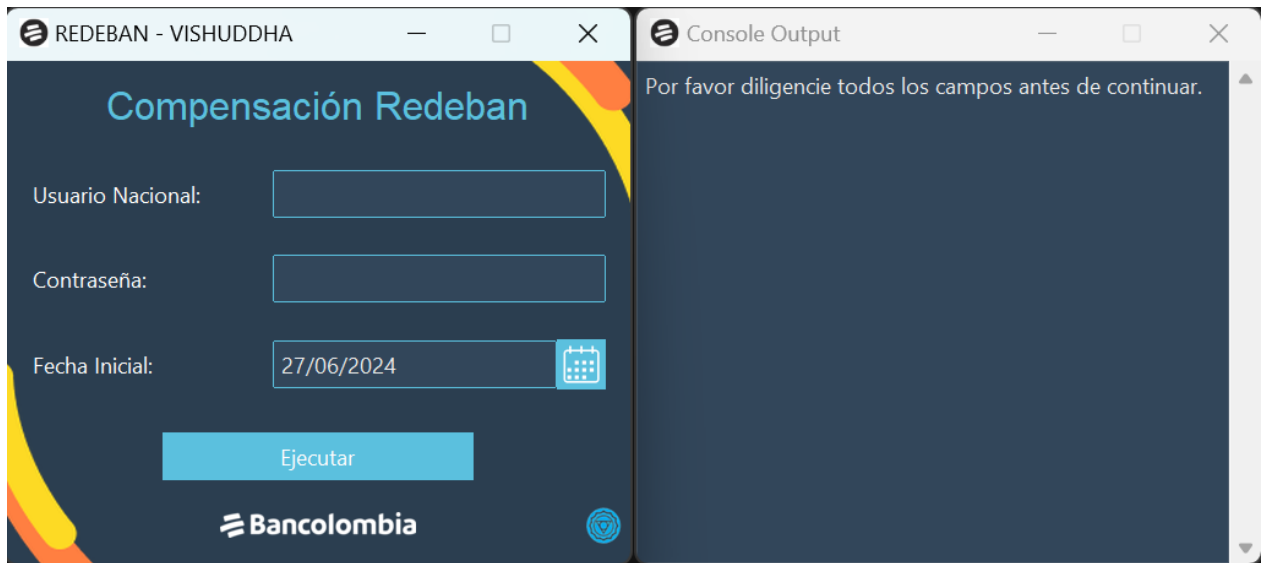 REDEBAN - VISHUDDHA
Compensación Redeban
Usuario Nacional:
Contraseña:
Fecha Inicial:
27/06/2024
Ejecutar
Bancolombia
Console Output
Por favor diligencie todos los campos antes de continuar.